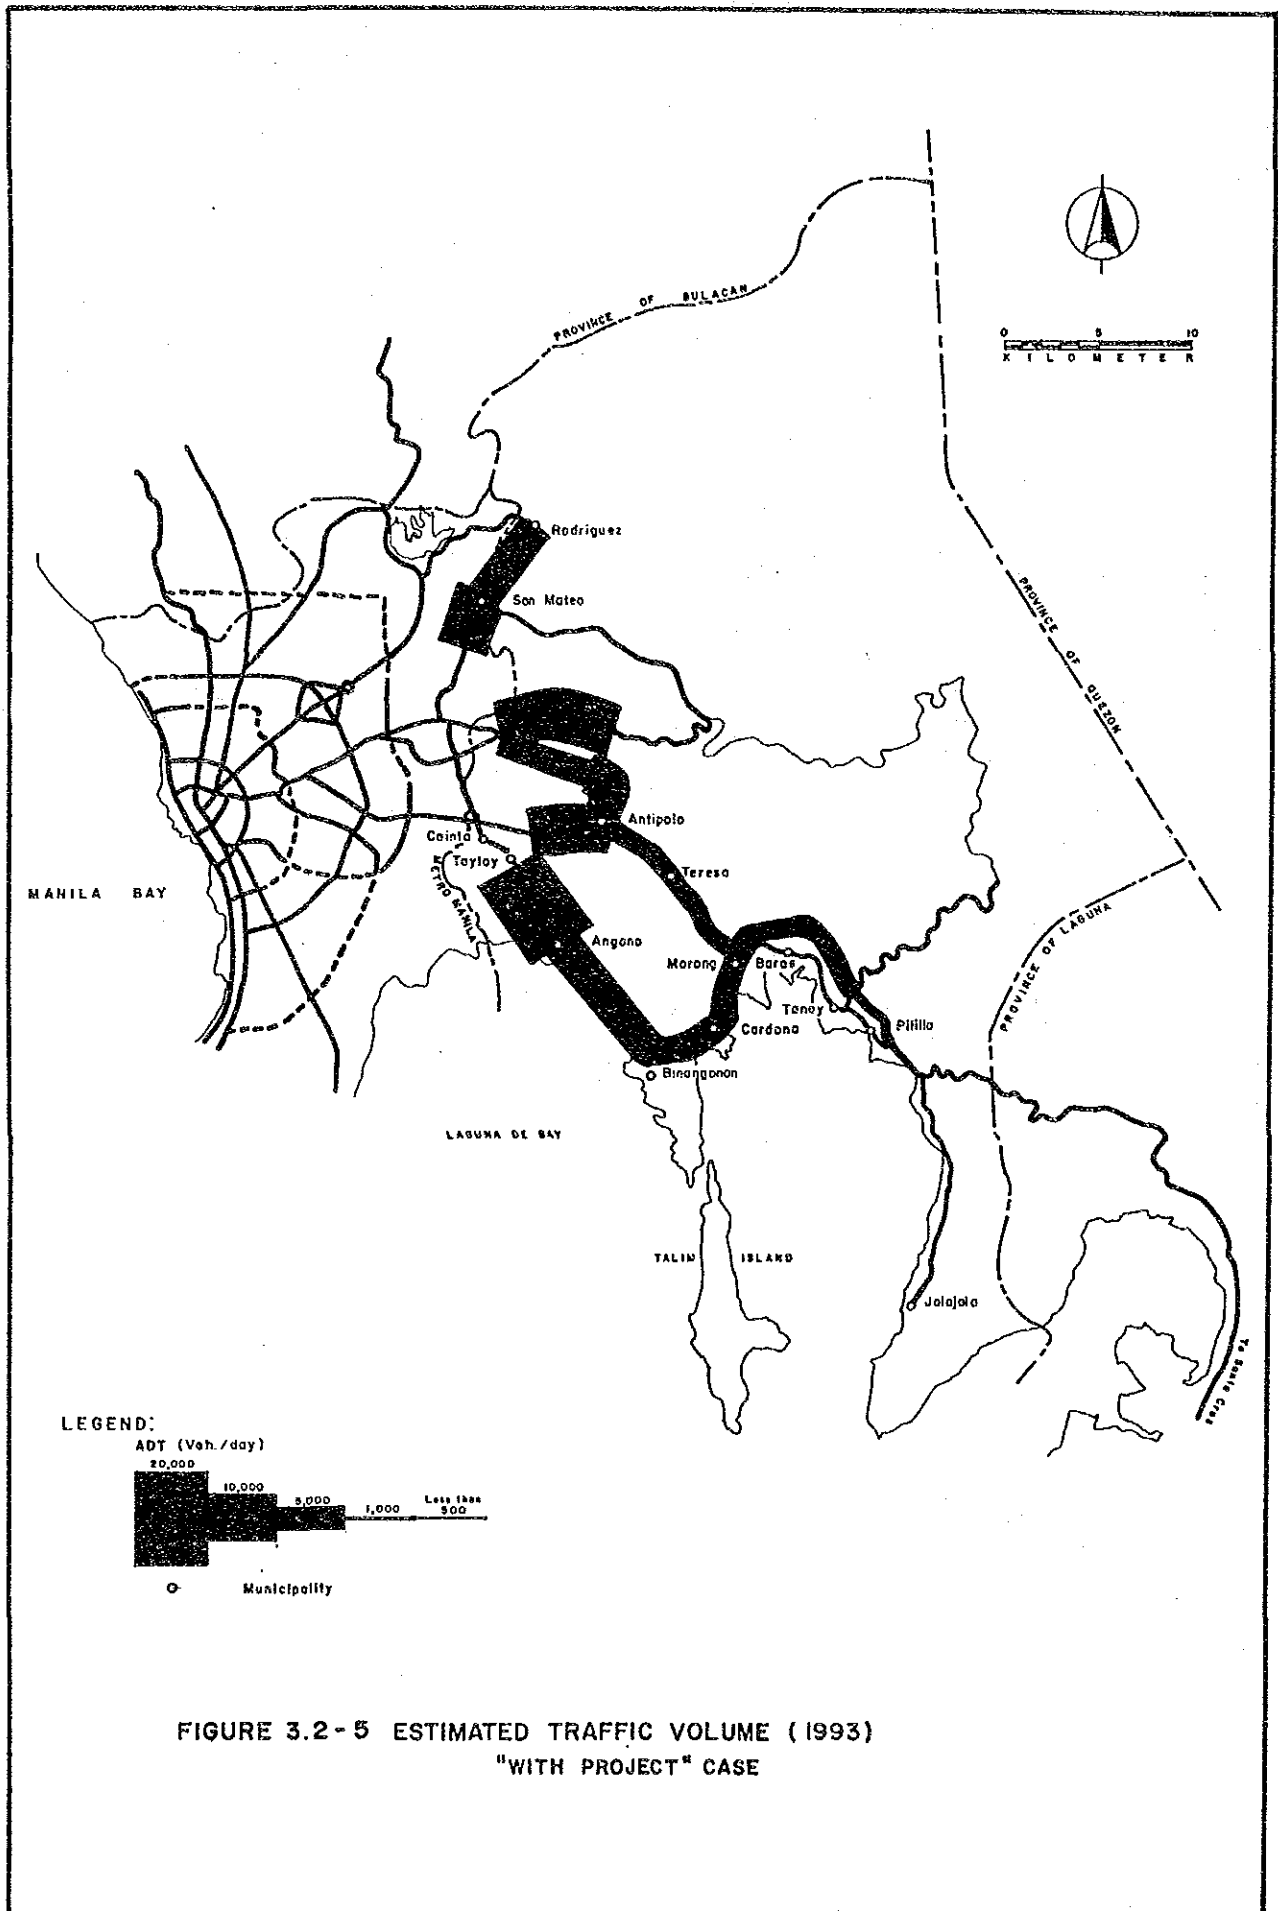 PROVINCE OF BULACAN
0 5 10
KILOMETER
Rodriguez
San Mateo
PROVINCE OF
Antipolo
Cainta
Taytay
Teresa
METRO MANILA
MANILA BAY
PROVINCE OF LAGUNA
Angono
Morong
Baras
Tanay
Pililla
Cardona
Binangonan
LAGUNA DE BAY
TALIM ISLAND
Jalajala
To Santa Cruz
LEGEND:
ADT (Veh./day)
20,000
10,000
5,000
1,000
Less than
500
Municipality
FIGURE 3.2-5 ESTIMATED TRAFFIC VOLUME (1993)
"WITH PROJECT" CASE